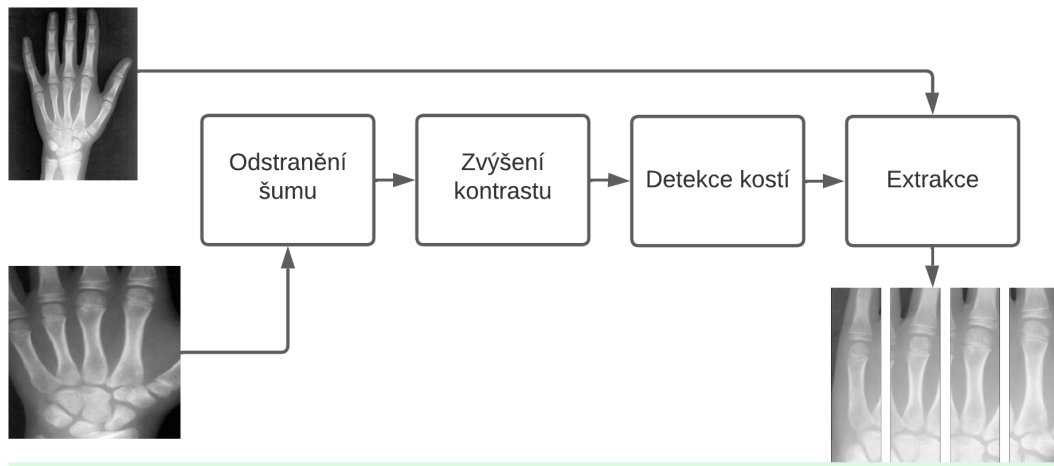 Odstranění
šumu
Zvýšení
kontrastu
Detekce kostí
Extrakce